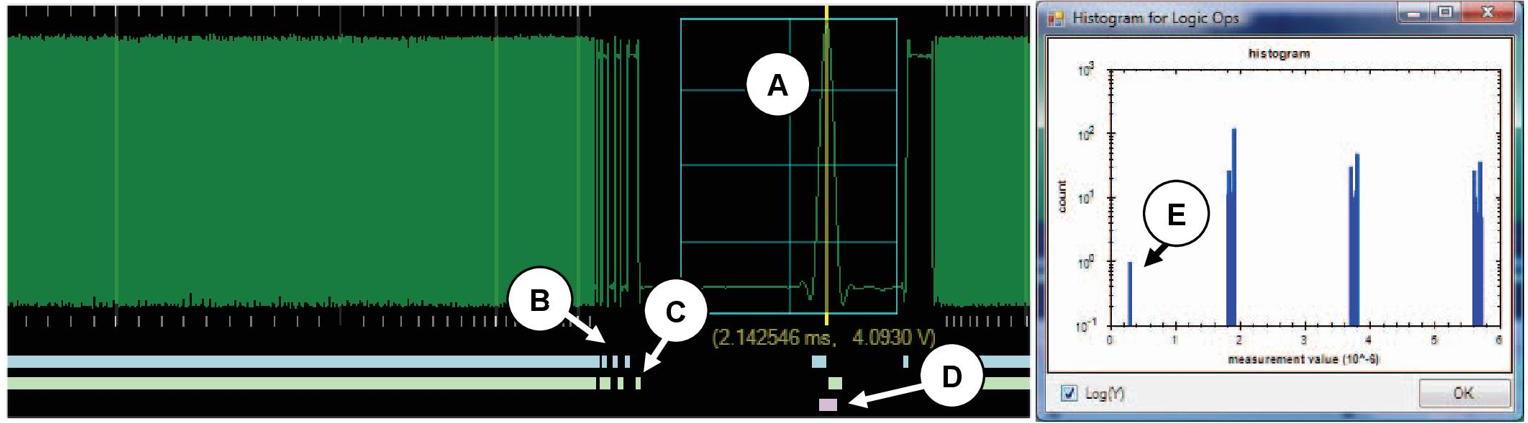 A
B
C
(2.142546 ms, 4.0930 V)
D
Histogram for Logic Ops
histogram
10^3
10^2
10^1
10^0
10^-1
count
E
0 1 2 3 4 5 6
measurement value (10^-6)
Log(Y)
OK